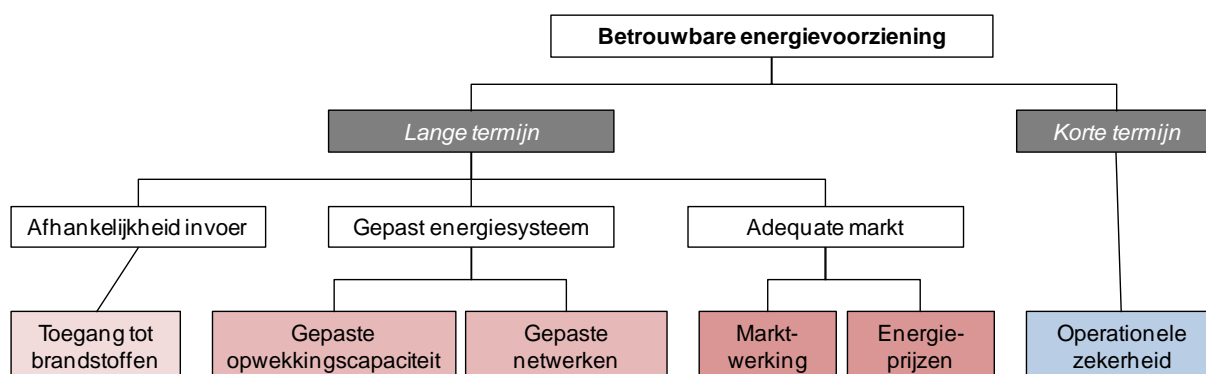 Betrouwbare energievoorziening
Lange termijn
Korte termijn
Afhankelijkheid invoer
Gepast energiesysteem
Adequate markt
Toegang tot
brandstoffen
Gepaste
opwekkingscapaciteit
Gepaste
netwerken
Markt-
werking
Energie-
prijzen
Operationele
zekerheid